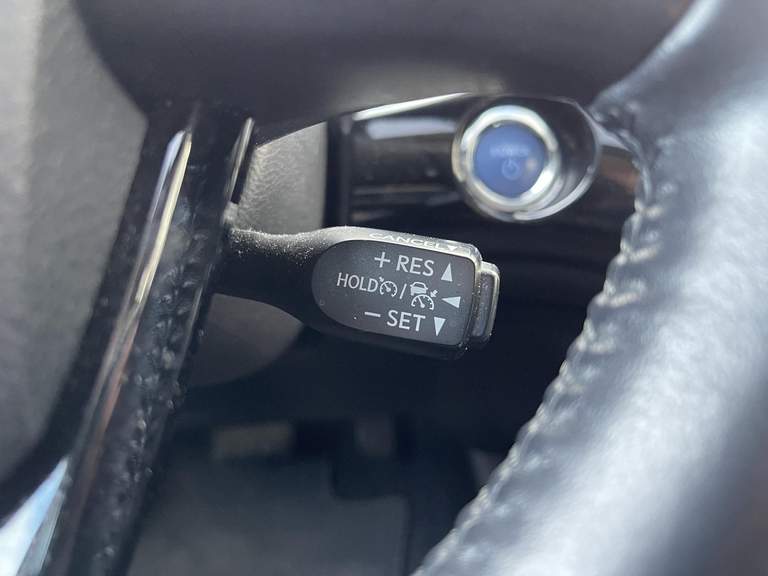 CANCEL
+ RES ▲
HOLD / ◀
− SET ▼